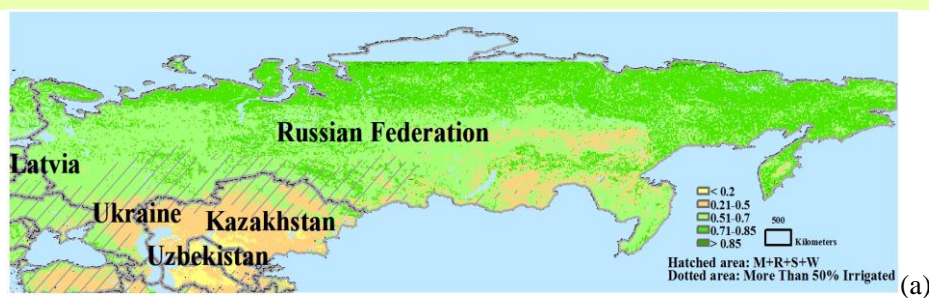 Russian Federation
Latvia
Ukraine
Kazakhstan
Uzbekistan
< 0.2
0.21-0.5
0.51-0.7
0.71-0.85
> 0.85
500
Kilometers
Hatched area: M+R+S+W
Dotted area: More Than 50% Irrigated
(a)